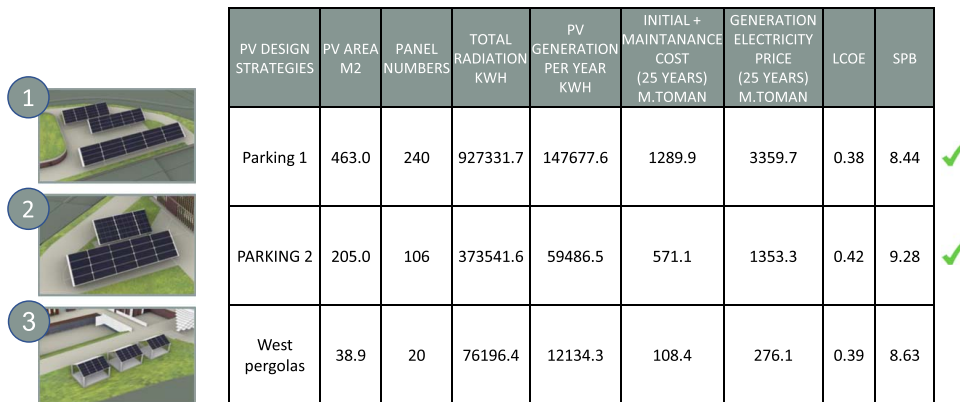 PV DESIGN
STRATEGIES
PV AREA
M2
PANEL
NUMBERS
TOTAL
RADIATION
KWH
PV
GENERATION
PER YEAR
KWH
INITIAL +
MAINTANANCE
COST
(25 YEARS)
M.TOMAN
GENERATION
ELECTRICITY
PRICE
(25 YEARS)
M.TOMAN
LCOE
SPB
1
Parking 1
463.0
240
927331.7
147677.6
1289.9
3359.7
0.38
8.44
2
PARKING 2
205.0
106
373541.6
59486.5
571.1
1353.3
0.42
9.28
3
West
pergolas
38.9
20
76196.4
12134.3
108.4
276.1
0.39
8.63